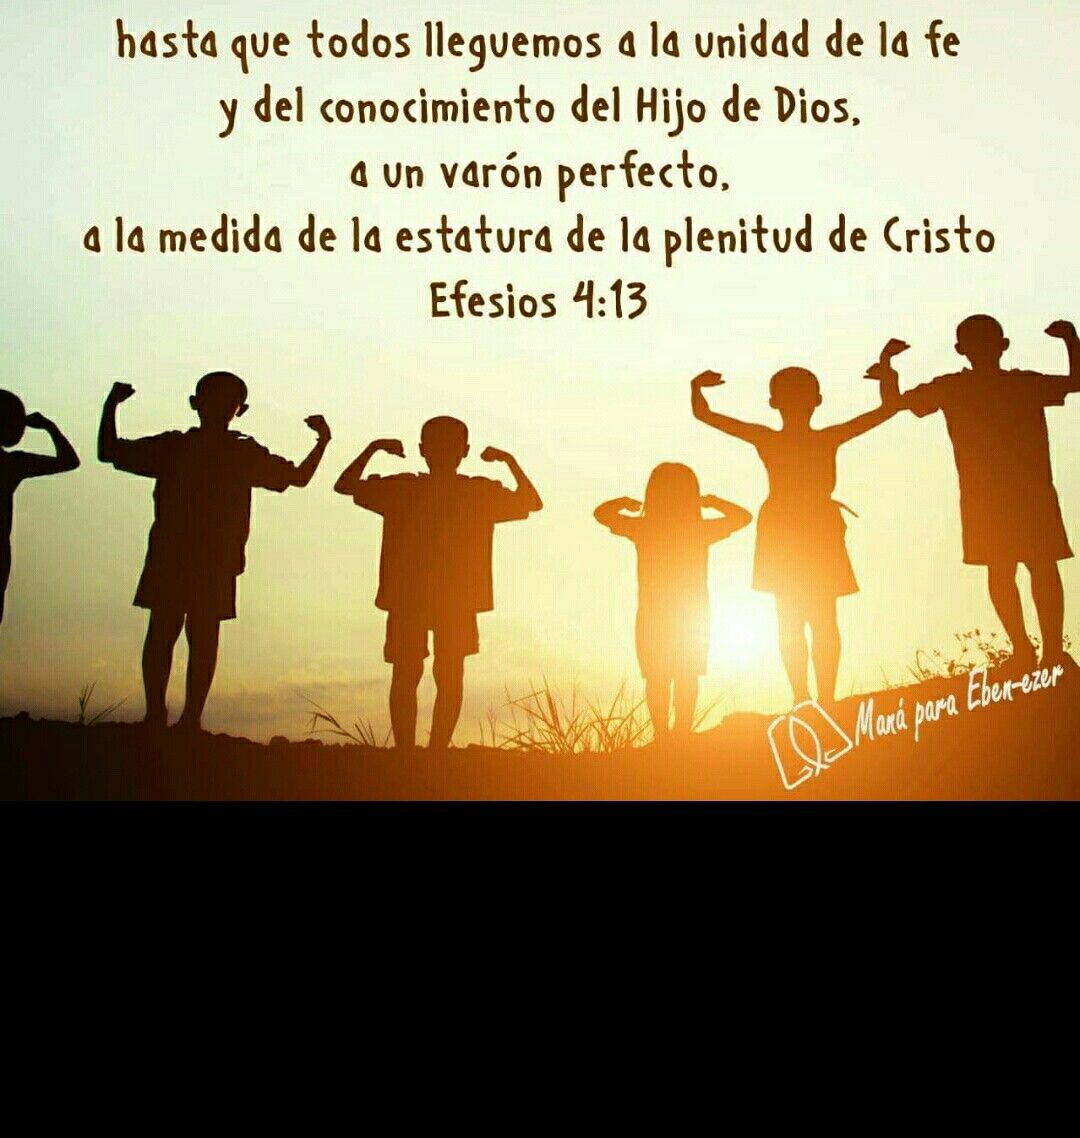 hasta que todos lleguemos a la unidad de la fe
y del conocimiento del Hijo de Dios,
a un varón perfecto,
a la medida de la estatura de la plenitud de Cristo
Efesios 4:13
Maná para Eben-ezer